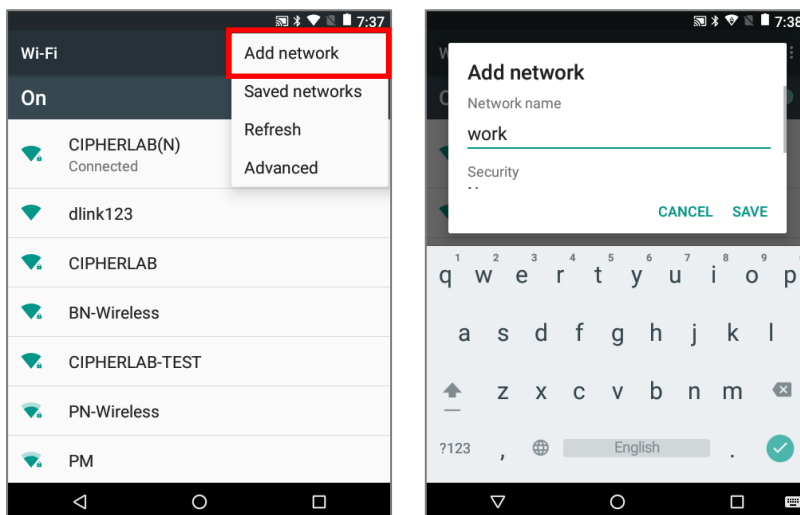 7:37
Wi-Fi
Add network
On
Saved networks
Refresh
Advanced
CIPHERLAB(N)
Connected
dlink123
CIPHERLAB
BN-Wireless
CIPHERLAB-TEST
PN-Wireless
PM
7:38
Add network
Network name
work
Security
CANCEL SAVE
1 2 3 4 5 6 7 8 9
q w e r t y u i o p
a s d f g h j k l
z x c v b n m
?123 , English .